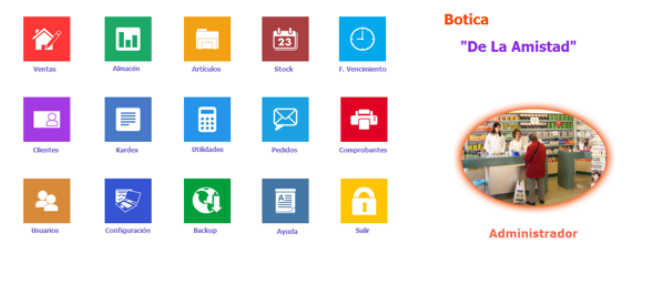 Botica
"De La Amistad"
Ventas
Almacén
Artículos
23
Stock
F. Vencimiento
Clientes
Kardex
Utilidades
Pedidos
Comprobantes
Usuarios
Configuración
Backup
A
Ayuda
Salir
Administrador